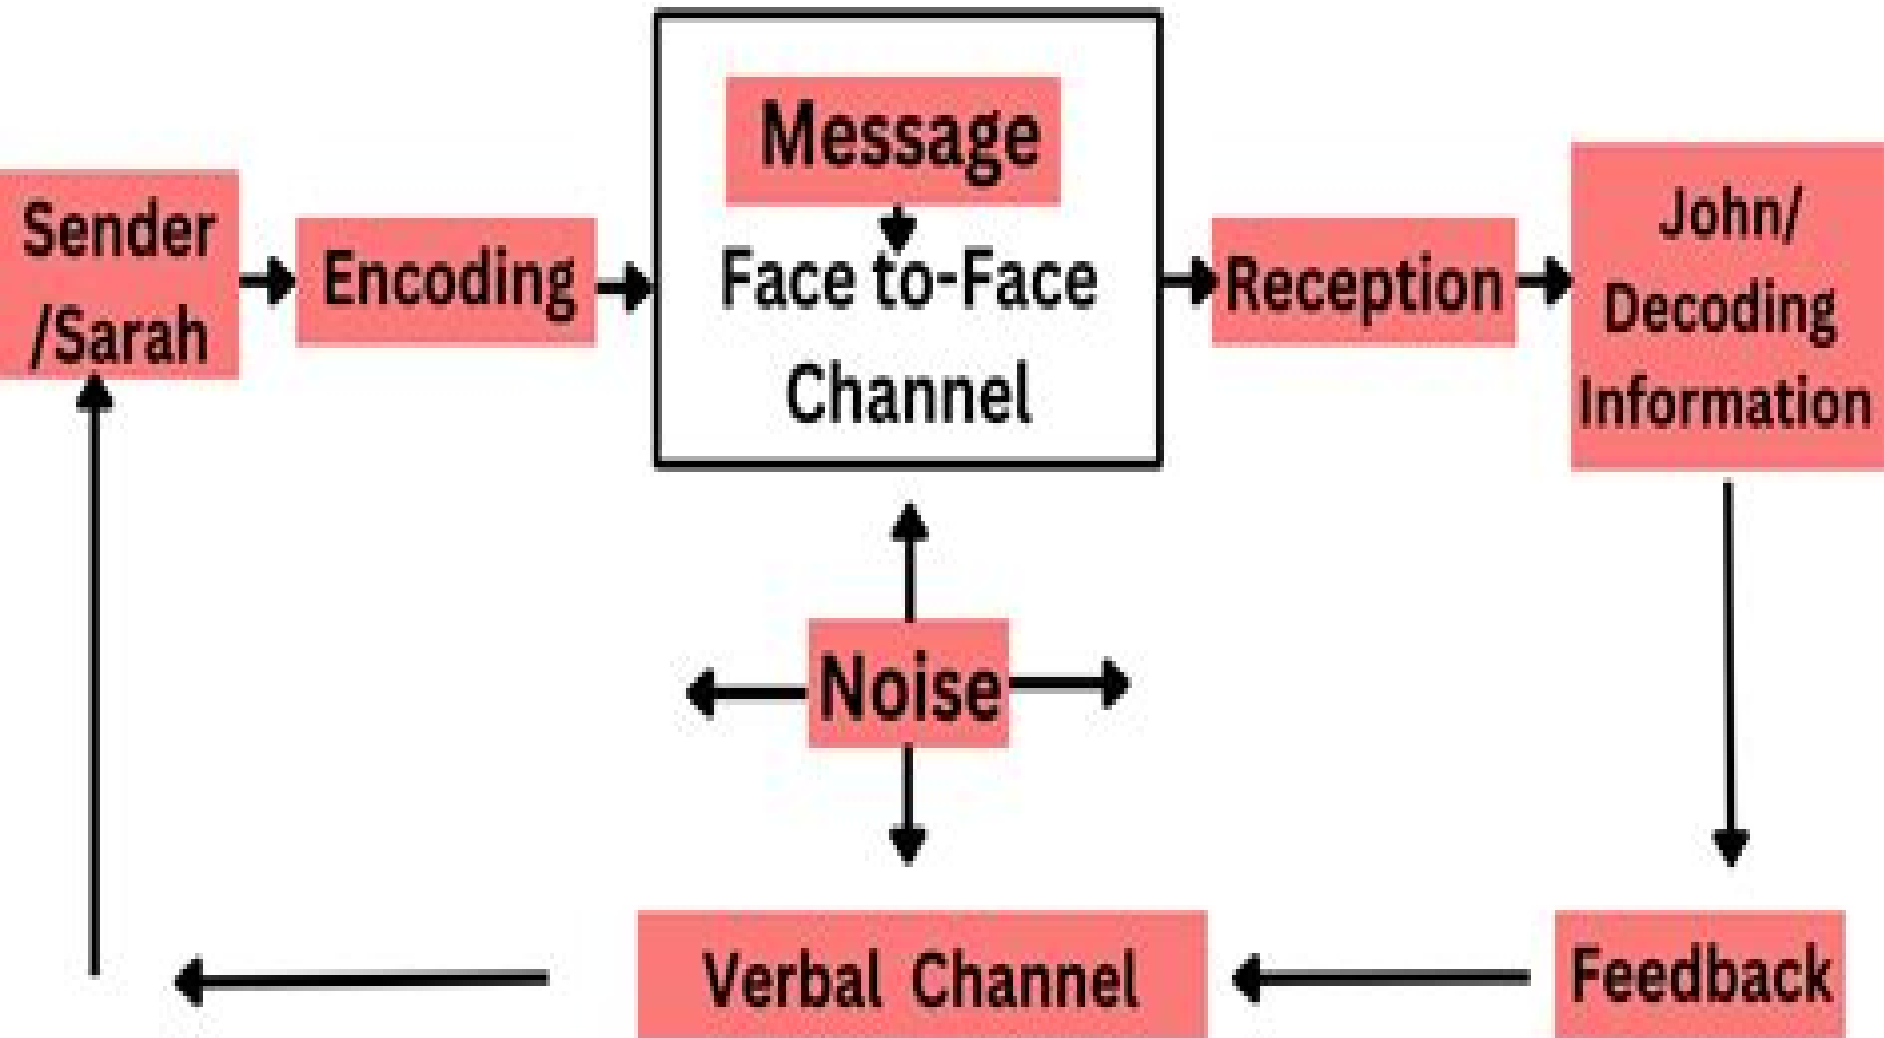 Sender
/Sarah
Encoding
Message
Face to-Face
Channel
Reception
John/
Decoding
Information
Noise
Verbal Channel
Feedback